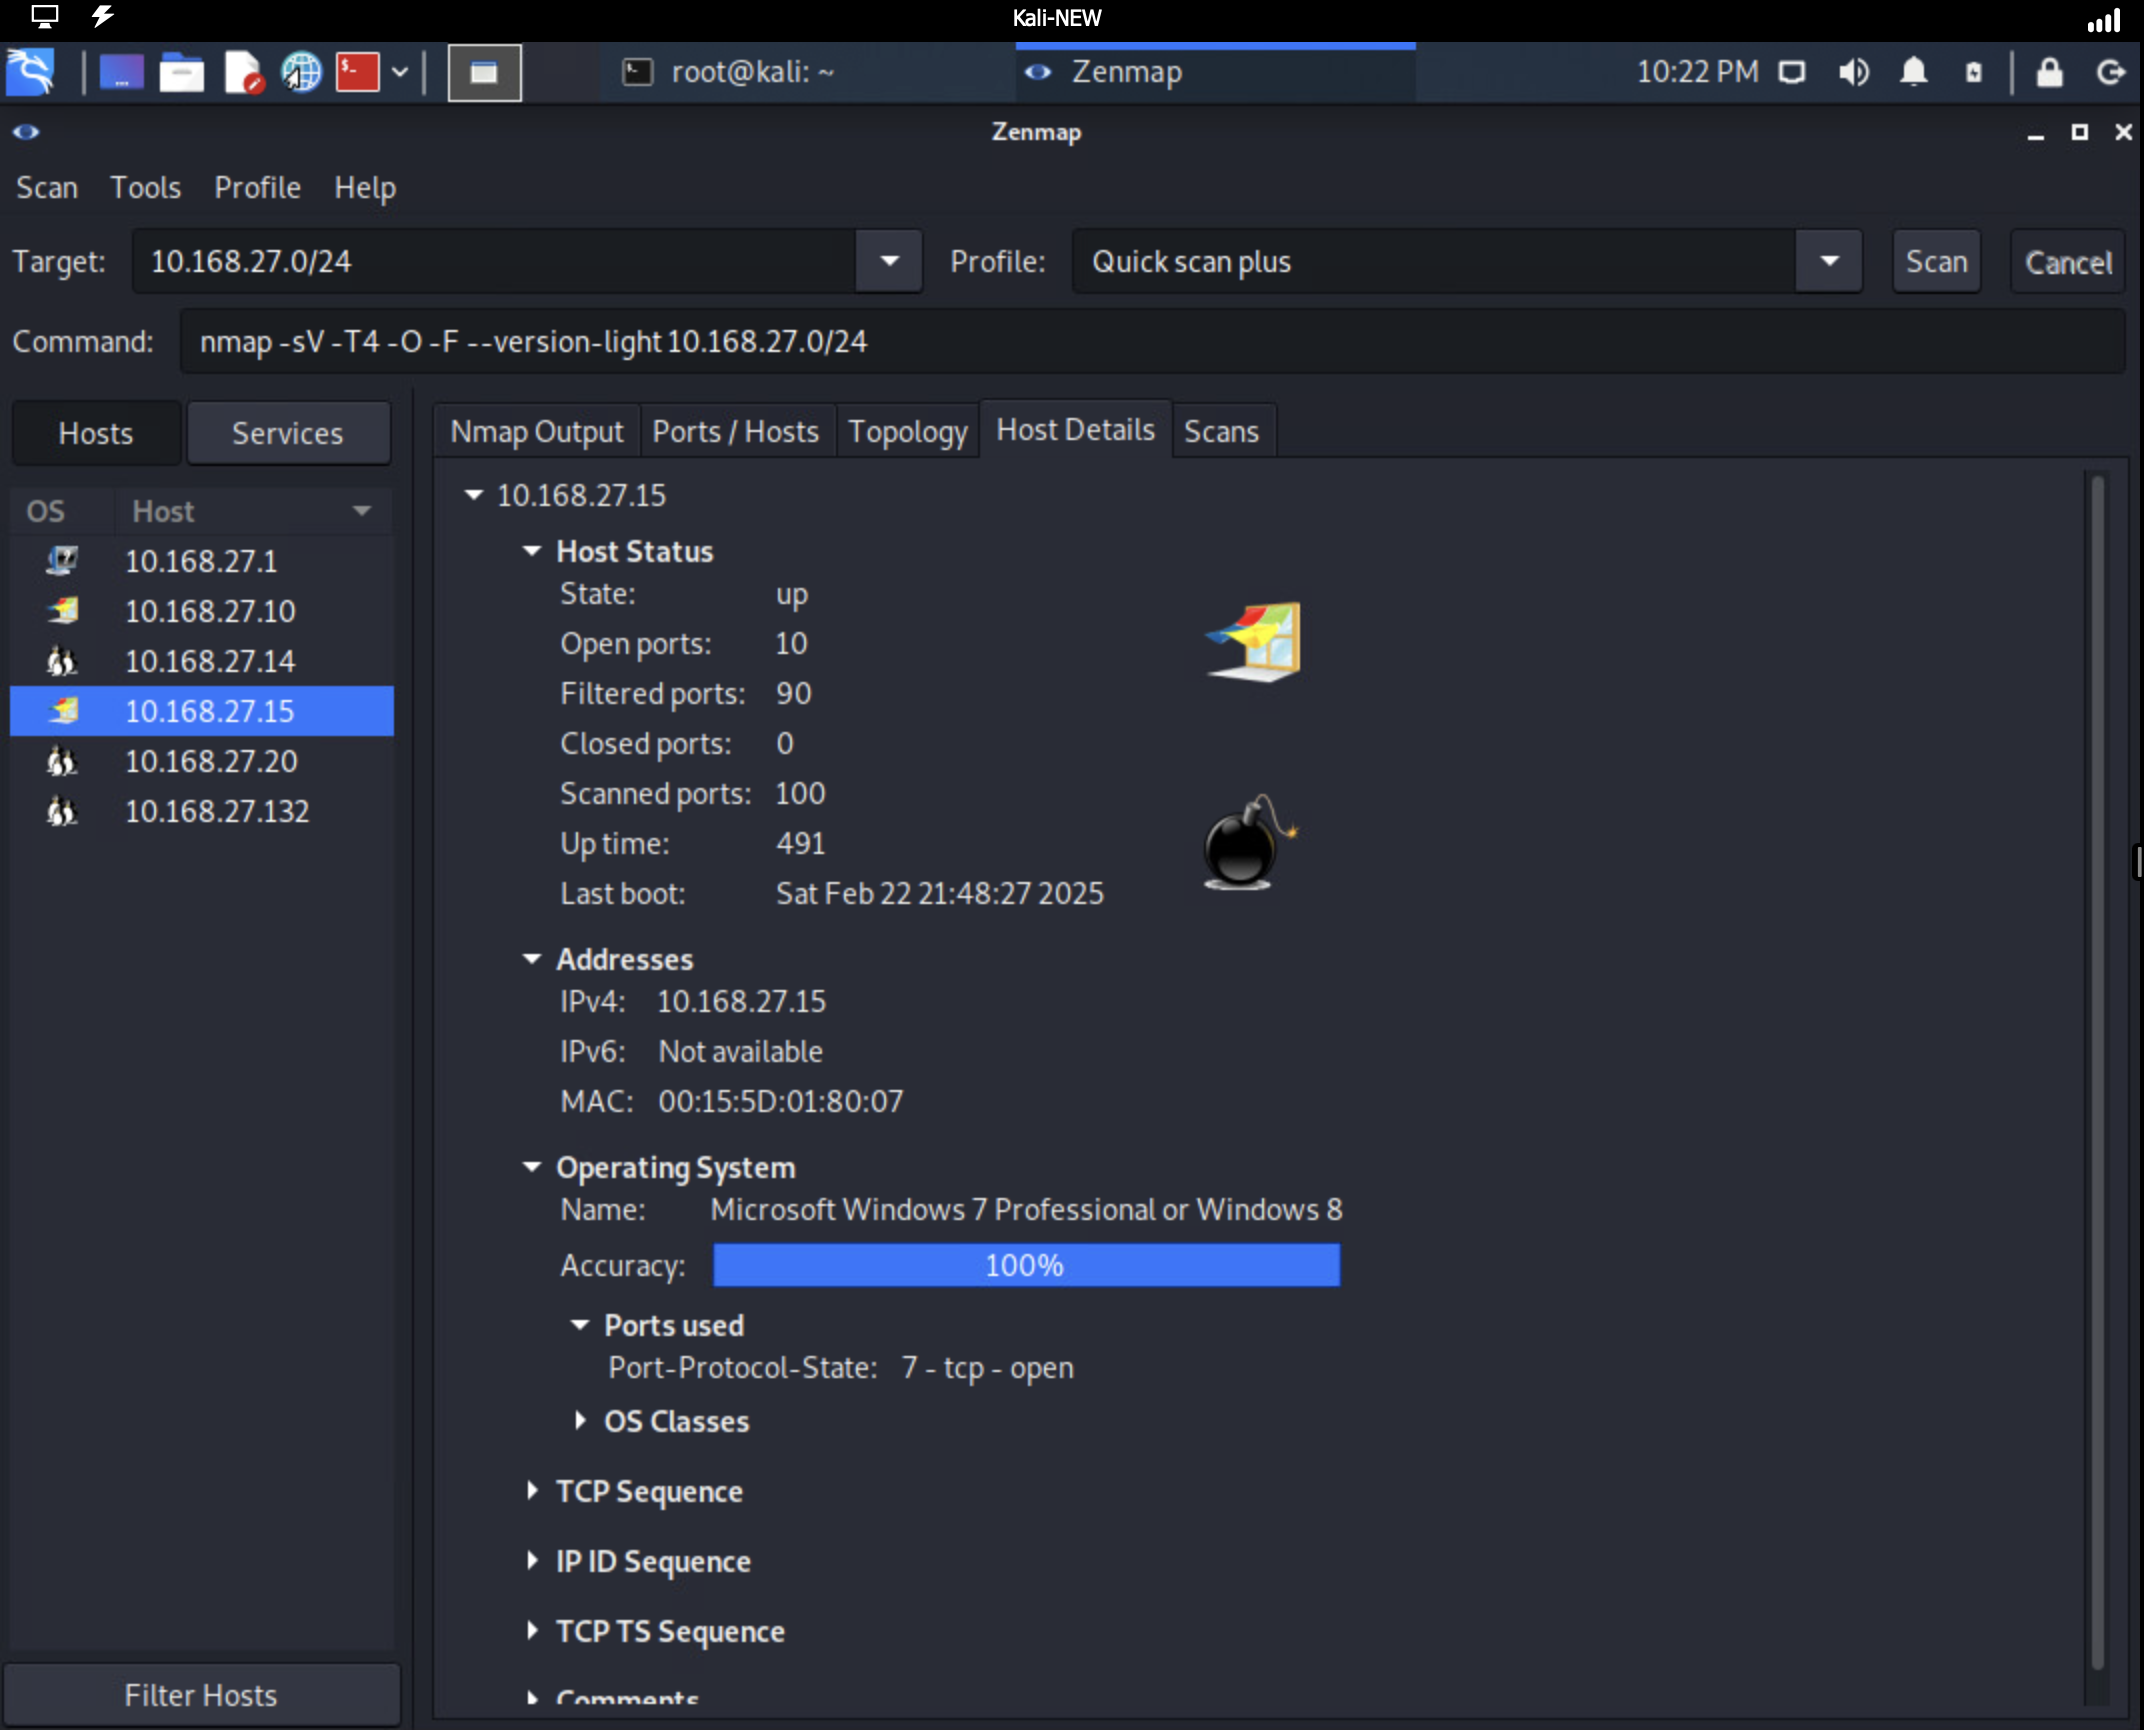 Kali-NEW
root@kali: ~
Zenmap
10:22 PM
Zenmap
Scan Tools Profile Help
Target: 10.168.27.0/24 Profile: Quick scan plus Scan Cancel
Command: nmap -sV -T4 -O -F --version-light 10.168.27.0/24
Hosts Services
Nmap Output Ports / Hosts Topology Host Details Scans
OS Host
10.168.27.1
10.168.27.10
10.168.27.14
10.168.27.15
10.168.27.20
10.168.27.132
Filter Hosts
10.168.27.15
Host Status
State: up
Open ports: 10
Filtered ports: 90
Closed ports: 0
Scanned ports: 100
Up time: 491
Last boot: Sat Feb 22 21:48:27 2025
Addresses
IPv4: 10.168.27.15
IPv6: Not available
MAC: 00:15:5D:01:80:07
Operating System
Name: Microsoft Windows 7 Professional or Windows 8
Accuracy: 100%
Ports used
Port-Protocol-State: 7 - tcp - open
OS Classes
TCP Sequence
IP ID Sequence
TCP TS Sequence
Comments